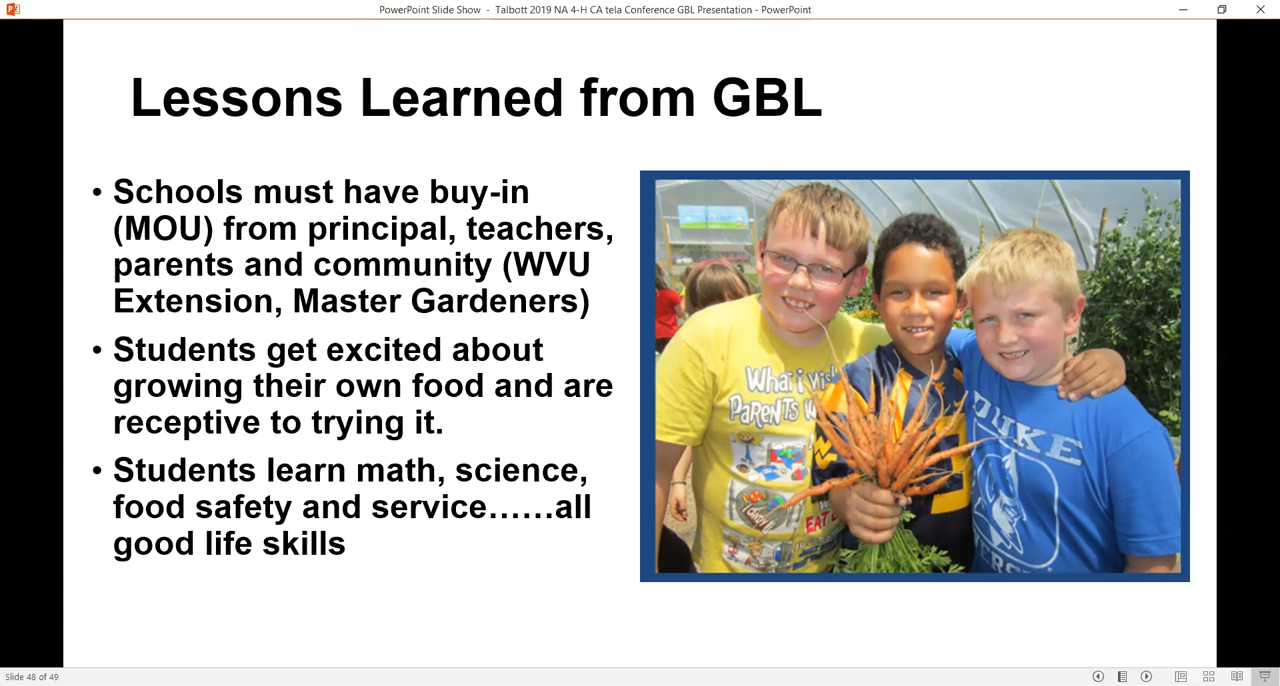 PowerPoint Slide Show - Talbott 2019 NA 4-H CA tela Conference GBL Presentation - PowerPoint
Lessons Learned from GBL
• Schools must have buy-in
(MOU) from principal, teachers,
parents and community (WVU
Extension, Master Gardeners)
• Students get excited about
growing their own food and are
receptive to trying it.
• Students learn math, science,
food safety and service……all
good life skills
PARENTS
DUKE
Slide 48 of 49